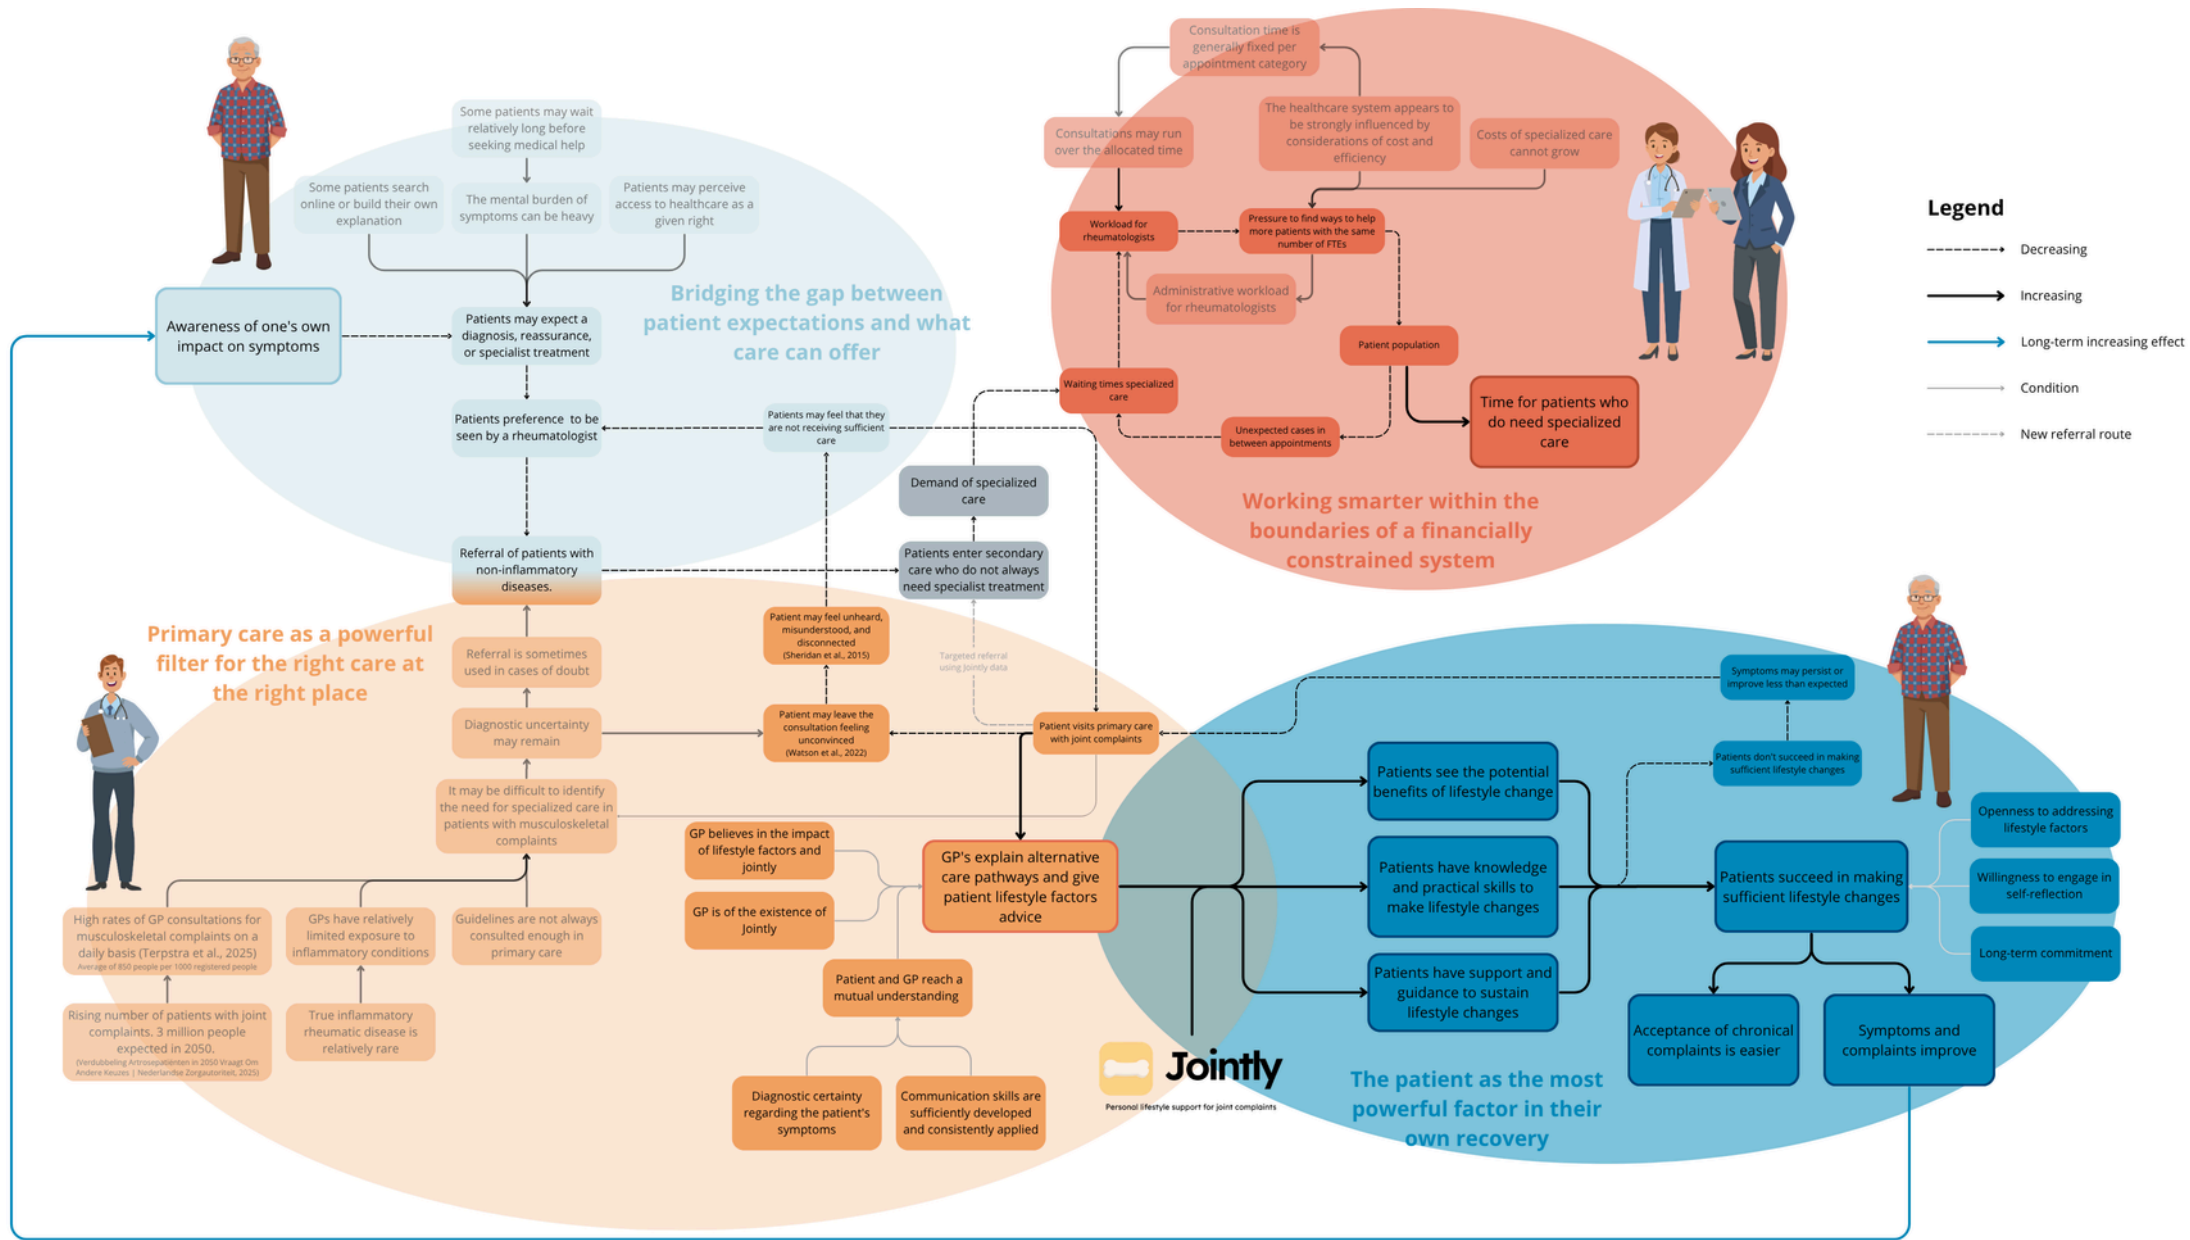 Consultation time is
generally fixed per
appointment category
Some patients may wait
relatively long before
seeking medical help
The healthcare system appears to
be strongly influenced by
considerations of cost and
efficiency
Consultations may run
over the allocated time
Costs of specialized care
cannot grow
Some patients search
online or build their own
explanation
The mental burden of
symptoms can be heavy
Patients may perceive
access to healthcare as a
given right
Workload for
rheumatologists
Pressure to find ways to help
more patients with the same
number of FTEs
Legend
Decreasing
Increasing
Long-term increasing effect
Condition
New referral route
Administrative workload
for rheumatologists
Bridging the gap between
patient expectations and what
care can offer
Awareness of one's own
impact on symptoms
Patients may expect a
diagnosis, reassurance,
or specialist treatment
Patient population
Waiting times specialized
care
Time for patients who
do need specialized
care
Patients preference to be
seen by a rheumatologist
Patients may feel that they
are not receiving sufficient
care
Unexpected cases in
between appointments
Demand of specialized
care
Working smarter within the
boundaries of a financially
constrained system
Referral of patients with
non-inflammatory
diseases.
Patients enter secondary
care who do not always
need specialist treatment
Primary care as a powerful
filter for the right care at
the right place
Referral is sometimes
used in cases of doubt
Patient may feel unheard,
misunderstood, and
disconnected
(Sheridan et al., 2015)
Targeted referral
using Jointly data
Symptoms may persist or
improve less than expected
Diagnostic uncertainty
may remain
Patient may leave the
consultation feeling
unconvinced
(Watson et al., 2022)
Patient visits primary care
with joint complaints
Patients don't succeed in making
sufficient lifestyle changes
It may be difficult to identify
the need for specialized care in
patients with musculoskeletal
complaints
Patients see the potential
benefits of lifestyle change
Openness to addressing
lifestyle factors
GP believes in the impact
of lifestyle factors and
jointly
GP's explain alternative
care pathways and give
patient lifestyle factors
advice
Patients have knowledge
and practical skills to
make lifestyle changes
Patients succeed in making
sufficient lifestyle changes
Willingness to engage in
self-reflection
GP is of the existence of
Jointly
High rates of GP consultations for
musculoskeletal complaints on a
daily basis (Terpstra et al., 2025)
Average of 850 people per 1000 registered people
GPs have relatively
limited exposure to
inflammatory conditions
Guidelines are not always
consulted enough in
primary care
Long-term commitment
Patient and GP reach a
mutual understanding
Patients have support and
guidance to sustain
lifestyle changes
Rising number of patients with joint
complaints. 3 million people
expected in 2050.
(Verdubbeling Artrosepatiënten in 2050 Vraagt Om
Andere Keuzes | Nederlandse Zorgautoriteit, 2025)
True inflammatory
rheumatic disease is
relatively rare
Acceptance of chronical
complaints is easier
Symptoms and
complaints improve
Jointly
Personal lifestyle support for joint complaints
Diagnostic certainty
regarding the patient's
symptoms
Communication skills are
sufficiently developed
and consistently applied
The patient as the most
powerful factor in their
own recovery